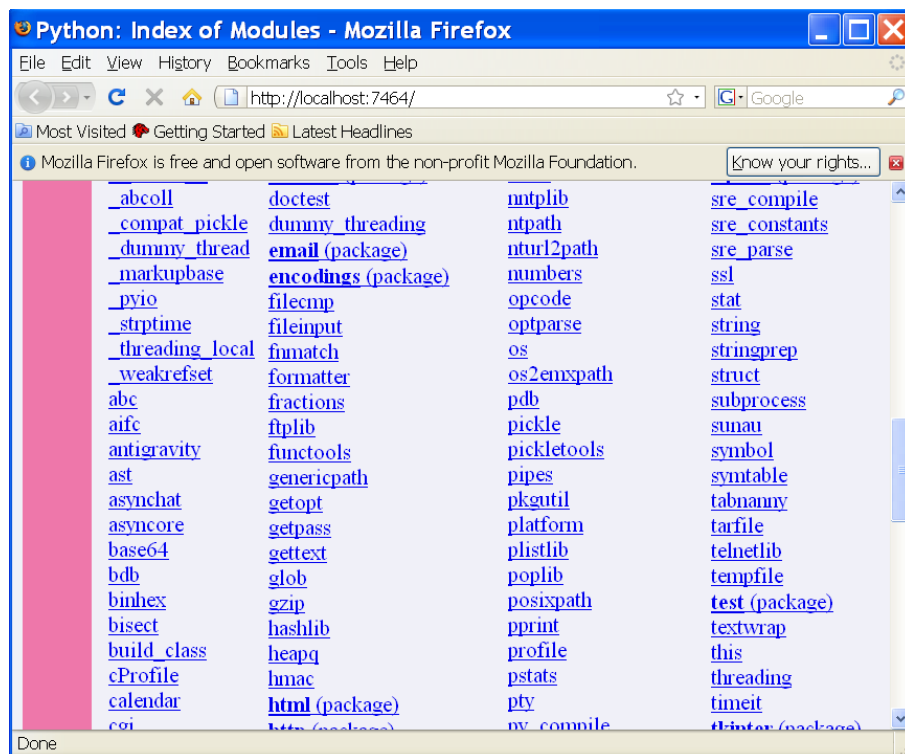 Python: Index of Modules - Mozilla Firefox
File Edit View History Bookmarks Tools Help
http://localhost:7464/
Google
Most Visited Getting Started Latest Headlines
Mozilla Firefox is free and open software from the non-profit Mozilla Foundation.
Know your rights...
_abcoll
_compat_pickle
_dummy_thread
_markupbase
_pyio
_strptime
_threading_local
_weakrefset
abc
aifc
antigravity
ast
asynchat
asyncore
base64
bdb
binhex
bisect
build_class
cProfile
calendar
cgi
doctest
dummy_threading
email (package)
encodings (package)
filecmp
fileinput
fnmatch
formatter
fractions
ftplib
functools
genericpath
getopt
getpass
gettext
glob
gzip
hashlib
heapq
hmac
html (package)
http (package)
nntplib
ntpath
nturl2path
numbers
opcode
optparse
os
os2emxpath
pdb
pickle
pickletools
pipes
pkgutil
platform
plistlib
poplib
posixpath
pprint
profile
pstats
pty
py_compile
sre_compile
sre_constants
sre_parse
ssl
stat
string
stringprep
struct
subprocess
sunau
symbol
symtable
tabnanny
tarfile
telnetlib
tempfile
test (package)
textwrap
this
threading
timeit
tkinter (package)
Done